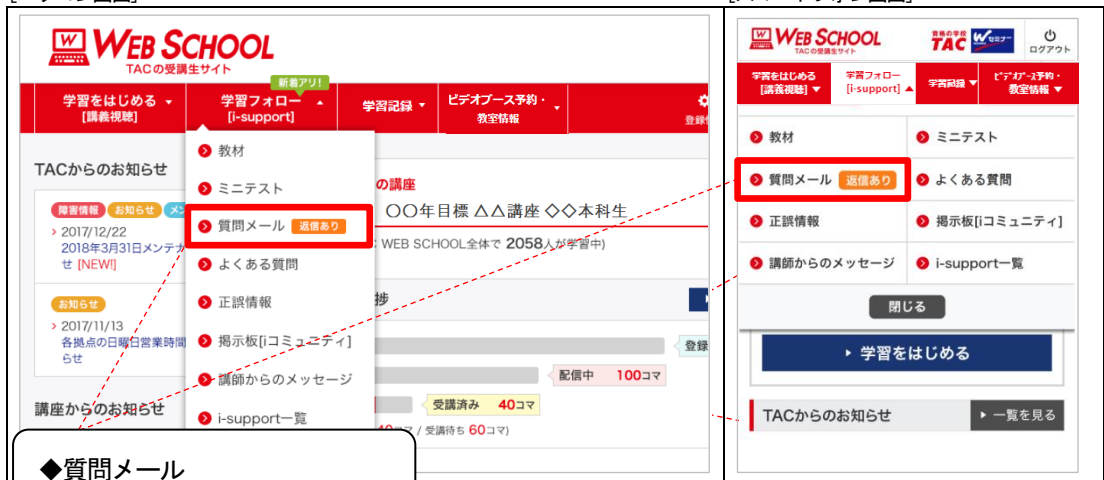 W WEB SCHOOL
TACの受講生サイト
新着アリ!
学習をはじめる ▼
[講義視聴]
学習フォロー ▲
[i-support]
学習記録 ▼
ビデオブース予約・ ▼
教室情報
TACからのお知らせ
障害情報 お知らせ
> 2017/12/22
2018年3月31日メンテナ
せ [NEW!]
お知らせ
> 2017/11/13
各拠点の日曜日営業時間
らせ
講座からのお知らせ
教材
ミニテスト
質問メール 返信あり
よくある質問
正誤情報
掲示板[iコミュニティ]
講師からのメッセージ
i-support一覧
の講座
〇〇年目標 △△講座 ◇◇本科生
WEB SCHOOL全体で 2058人が学習中)
捗
登録
配信中 100コマ
受講済み 40コマ
コマ / 受講待ち 60コマ)
◆質問メール
W WEB SCHOOL
TACの受講生サイト
資格の学校
TAC
Wセミナー
ログアウト
学習をはじめる
[講義視聴] ▼
学習フォロー
[i-support] ▲
学習記録 ▼
ビデオブース予約・
教室情報 ▼
教材
ミニテスト
質問メール 返信あり
よくある質問
正誤情報
掲示板[iコミュニティ]
講師からのメッセージ
i-support一覧
閉じる
学習をはじめる
TACからのお知らせ
一覧を見る